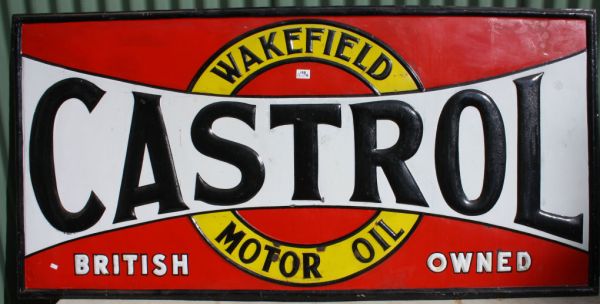 WAKEFIELD
CASTROL
MOTOR OIL
BRITISH OWNED